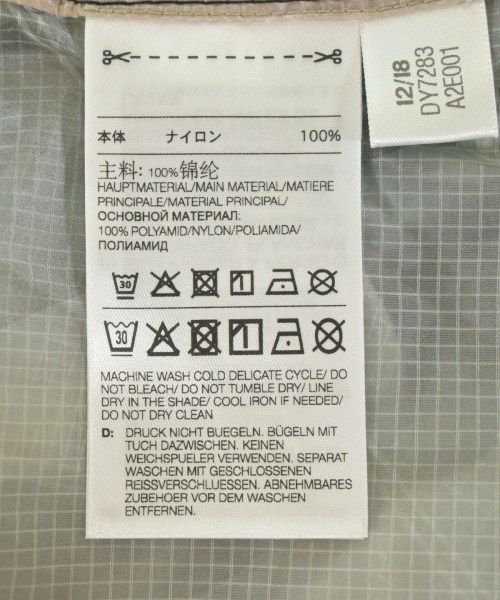 12/18
DY7283
A2E001
本体 ナイロン 100%
主料: 100%锦纶
HAUPTMATERIAL/MAIN MATERIAL/MATIERE
PRINCIPALE/MATERIAL PRINCIPAL/
ОСНОВНОЙ МАТЕРИАЛ:
100% POLYAMID/NYLON/POLIAMIDA/
ПОЛИАМИД
30
30
MACHINE WASH COLD DELICATE CYCLE/ DO
NOT BLEACH/ DO NOT TUMBLE DRY/ LINE
DRY IN THE SHADE/ COOL IRON IF NEEDED/
DO NOT DRY CLEAN
D: DRUCK NICHT BUEGELN. BÜGELN MIT
TUCH DAZWISCHEN. KEINEN
WEICHSPUELER VERWENDEN. SEPARAT
WASCHEN MIT GESCHLOSSENEN
REISSVERSCHLUSSEN. ABNEHMBARES
ZUBEHOER VOR DEM WASCHEN
ENTFERNEN.